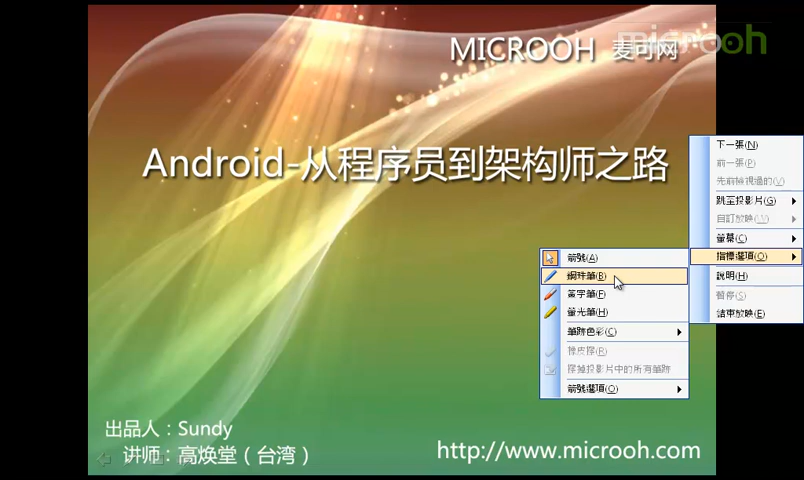 MICROOH 麦可网
microoh
Android-从程序员到架构师之路
下一張(N)
前一張(P)
先前檢視過的(V)
跳至投影片(G)
自訂放映(W)
螢幕(C)
指標選項(O)
說明(H)
暫停(S)
結束放映(E)
箭號(A)
鋼珠筆(B)
簽字筆(F)
螢光筆(H)
筆跡色彩(C)
橡皮擦(R)
擦掉投影片中的所有筆跡
箭號選項(O)
出品人：Sundy
讲师：高焕堂（台湾）
http://www.microoh.com